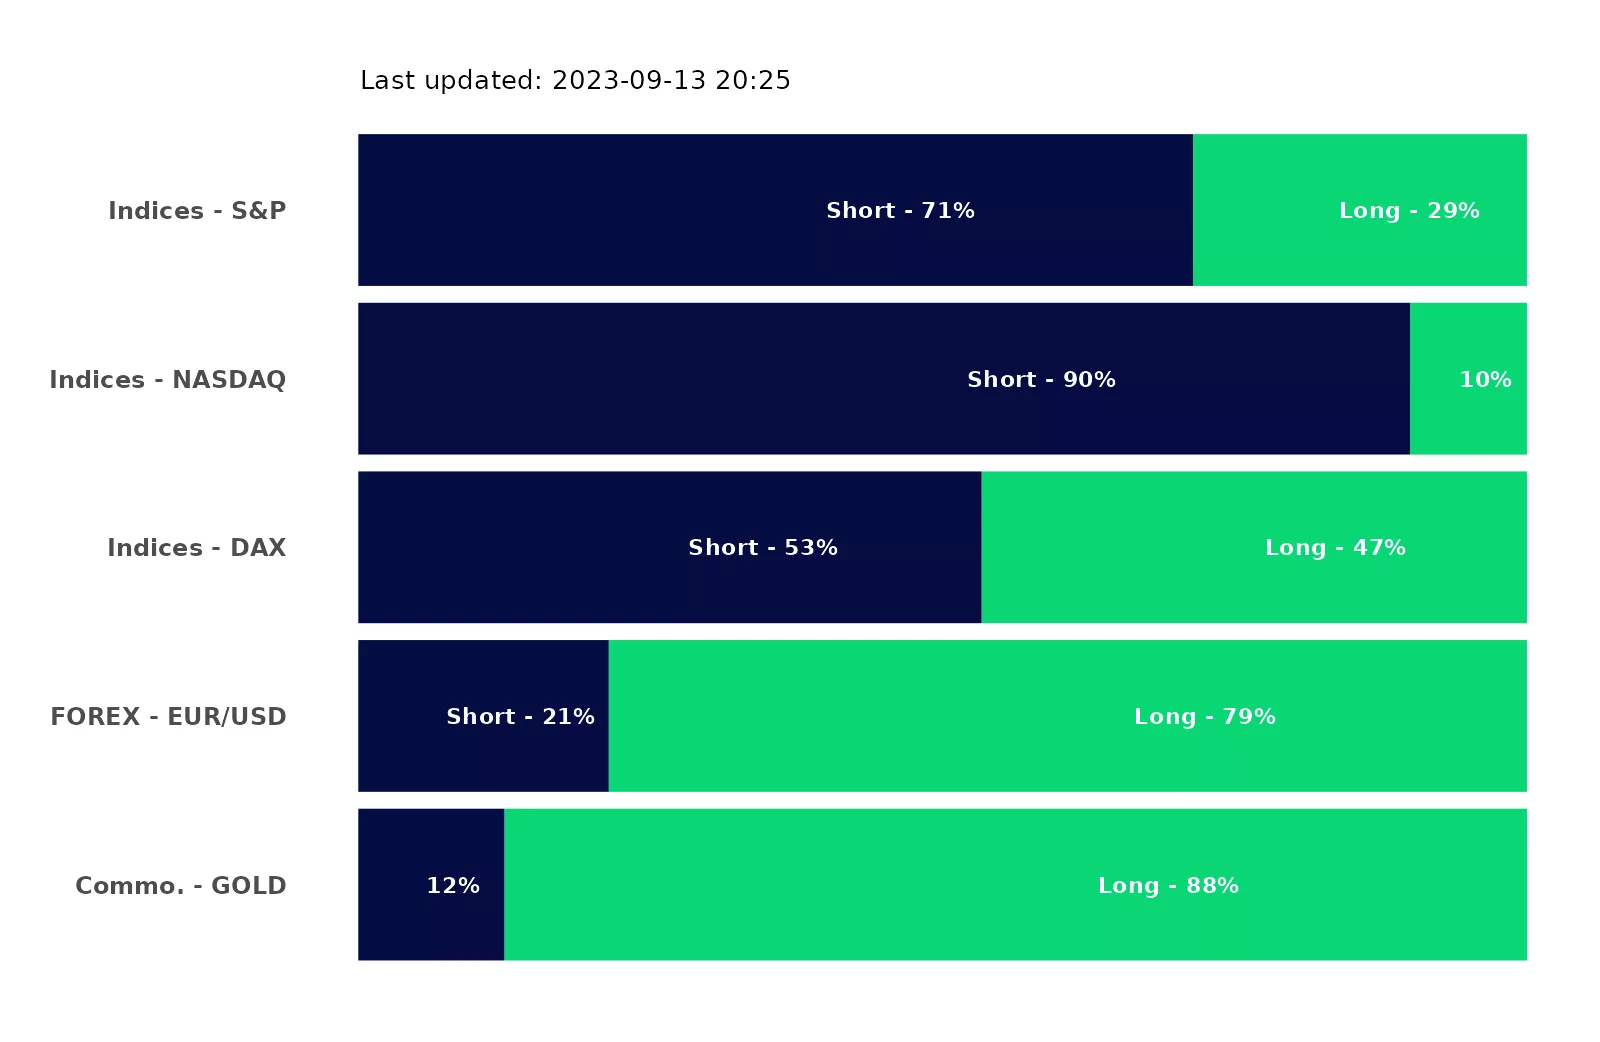 Last updated: 2023-09-13 20:25
Indices - S&P Short - 71% Long - 29%
Indices - NASDAQ Short - 90% 10%
Indices - DAX Short - 53% Long - 47%
FOREX - EUR/USD Short - 21% Long - 79%
Commo. - GOLD 12% Long - 88%